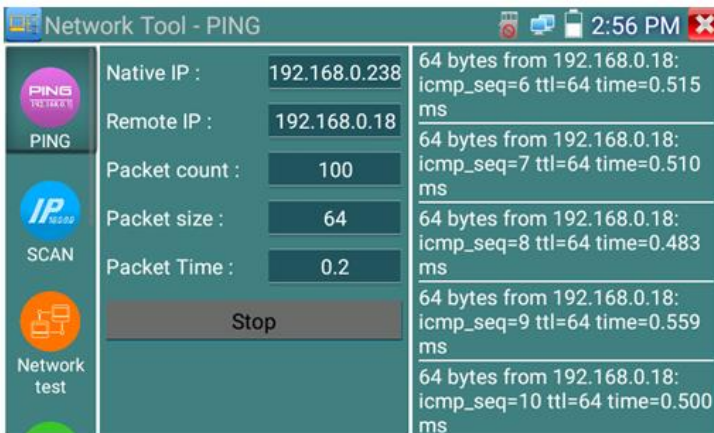 Network Tool - PING
2:56 PM
PING
PING
SCAN
Network
test
Native IP :
192.168.0.238
Remote IP :
192.168.0.18
Packet count :
100
Packet size :
64
Packet Time :
0.2
Stop
64 bytes from 192.168.0.18:
icmp_seq=6 ttl=64 time=0.515
ms
64 bytes from 192.168.0.18:
icmp_seq=7 ttl=64 time=0.510
ms
64 bytes from 192.168.0.18:
icmp_seq=8 ttl=64 time=0.483
ms
64 bytes from 192.168.0.18:
icmp_seq=9 ttl=64 time=0.559
ms
64 bytes from 192.168.0.18:
icmp_seq=10 ttl=64 time=0.500
ms
IP